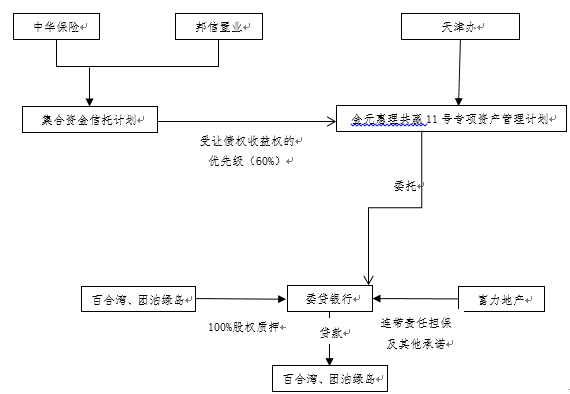 中华保险
邦信置业
天津办
集合资金信托计划
金元惠理共赢11号专项资产管理计划
受让债权收益权的
优先级（60%）
委托
百合湾、团泊绿岛
委贷银行
富力地产
100%股权质押
贷款
连带责任担保
及其他承诺
百合湾、团泊绿岛